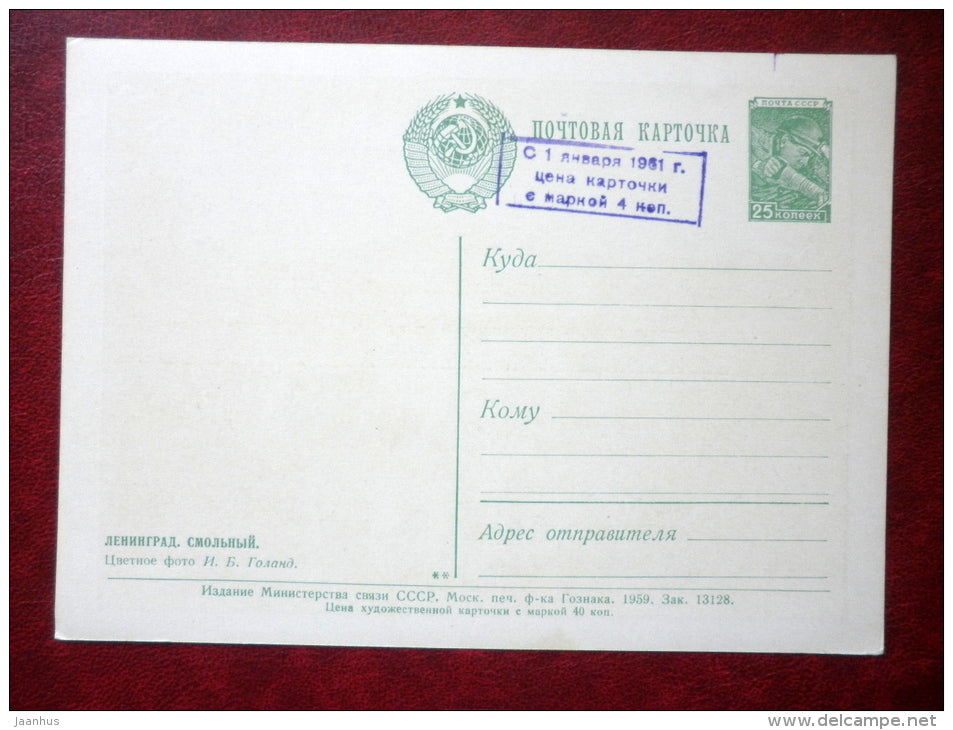 ПОЧТА СССР
ПОЧТОВАЯ КАРТОЧКА
С 1 января 1961 г.
цена карточки
с маркой 4 коп.
25 КОПЕЕК
Куда
Кому
Адрес отправителя
ЛЕНИНГРАД. СМОЛЬНЫЙ.
Цветное фото И. Б. Голанд.
**
Издание Министерства связи СССР. Моск. печ. ф-ка Гознака. 1959. Зак. 13128.
Цена художественной карточки с маркой 40 коп.
Jaanhus
www.delcampe.net